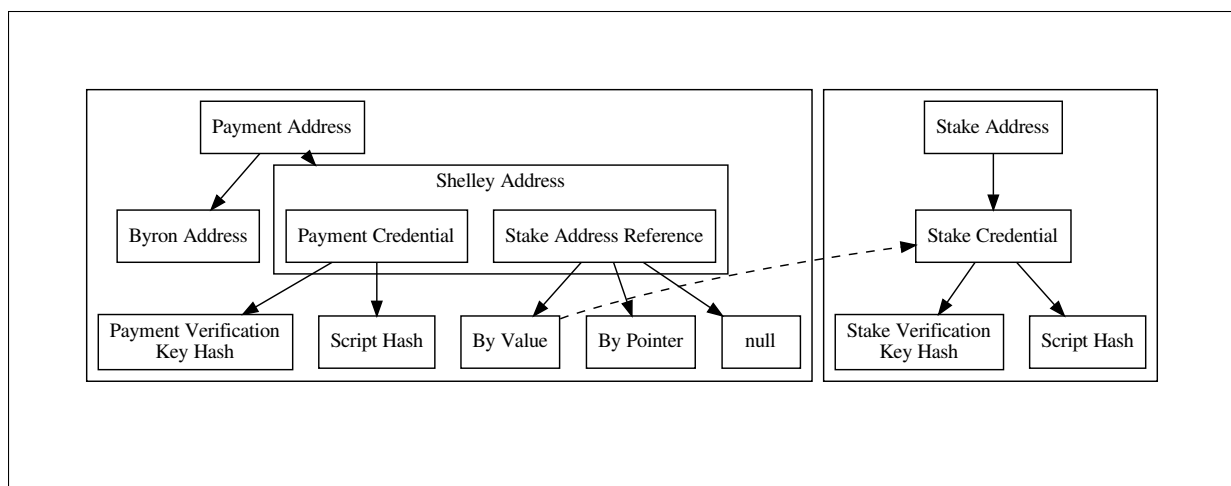 Payment Address
Stake Address
Shelley Address
Byron Address
Payment Credential
Stake Address Reference
Stake Credential
Payment Verification
Key Hash
Script Hash
By Value
By Pointer
null
Stake Verification
Key Hash
Script Hash